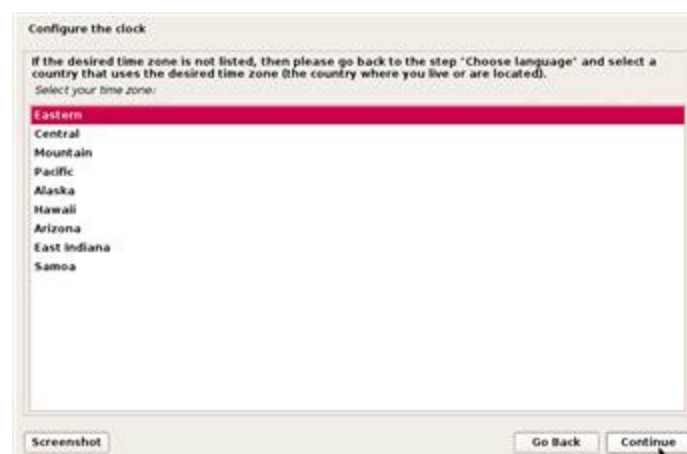 Configure the clock
If the desired time zone is not listed, then please go back to the step "Choose language" and select a
country that uses the desired time zone (the country where you live or are located).
Select your time zone:
Eastern
Central
Mountain
Pacific
Alaska
Hawaii
Arizona
East Indiana
Samoa
Screenshot
Go Back
Continue